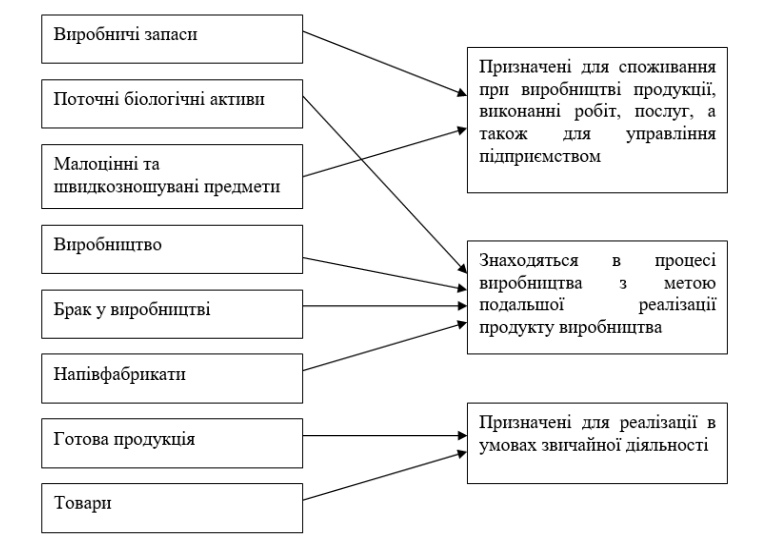 Виробничі запаси
Поточні біологічні активи
Малоцінні та
швидкозношувані предмети
Виробництво
Брак у виробництві
Напівфабрикати
Готова продукція
Товари
Призначені для споживання
при виробництві продукції,
виконанні робіт, послуг, а
також для управління
підприємством
Знаходяться в процесі
виробництва з метою
подальшої реалізації
продукту виробництва
Призначені для реалізації в
умовах звичайної діяльності